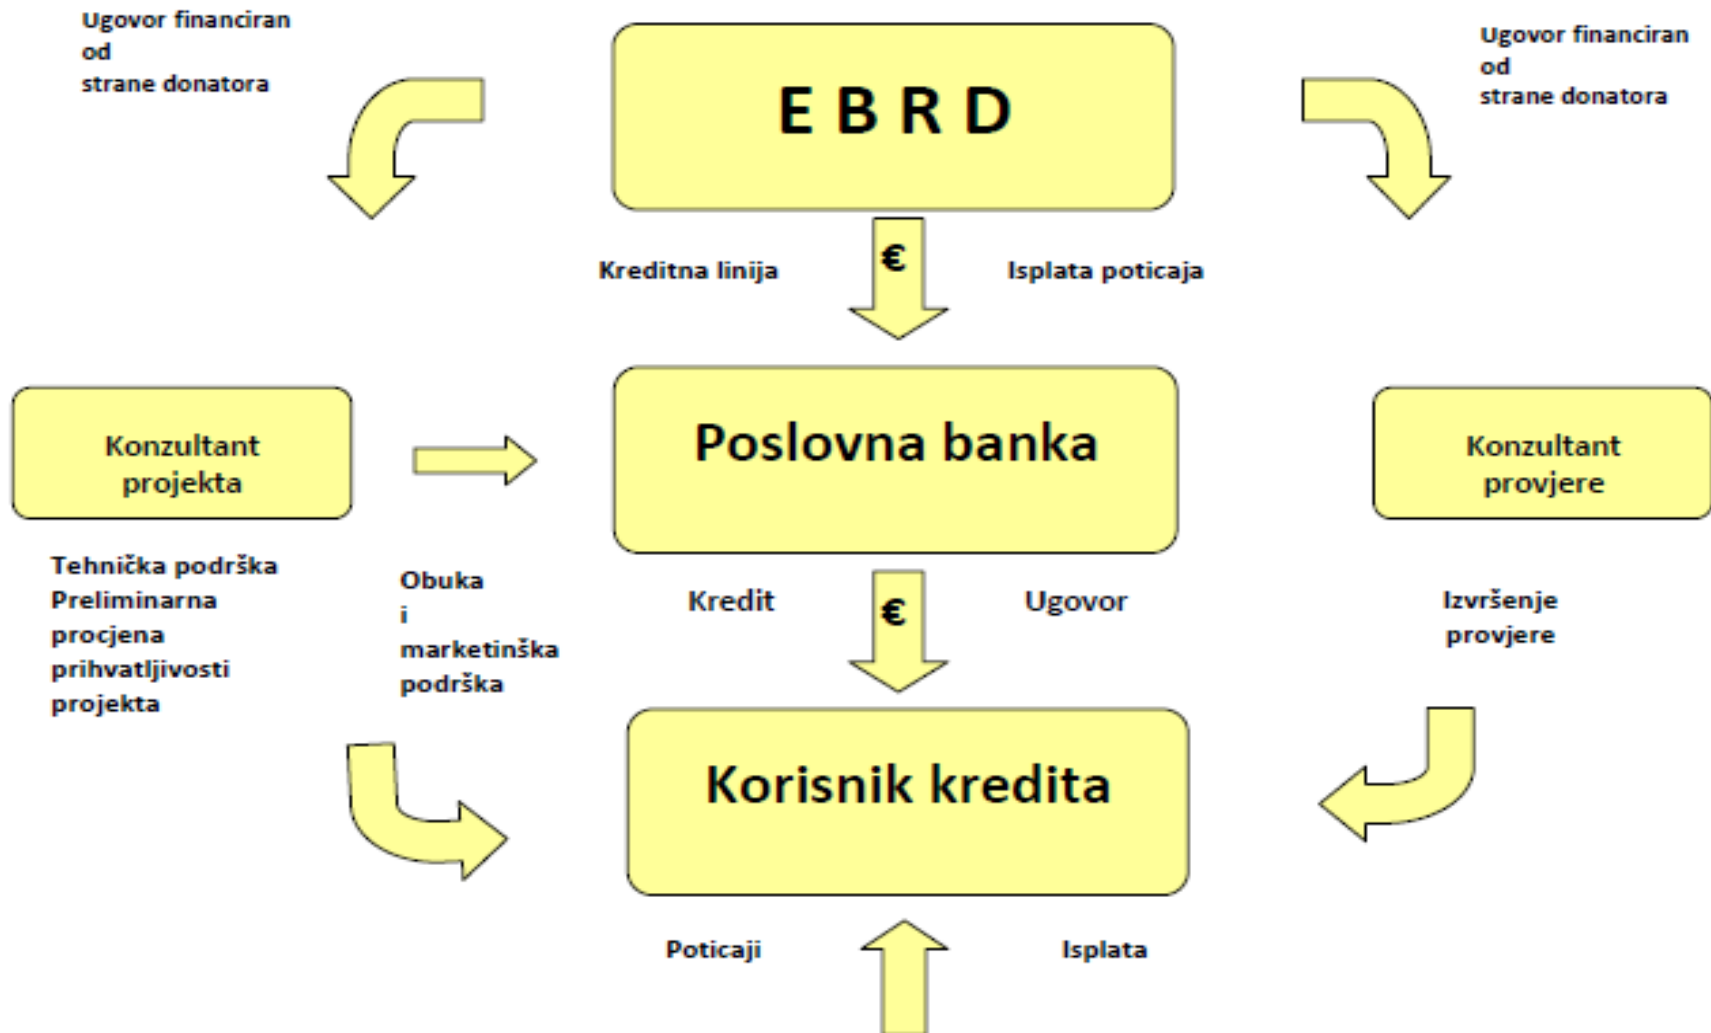 Ugovor financiran
od
strane donatora
E B R D
Ugovor financiran
od
strane donatora
Kreditna linija
€
Isplata poticaja
Konzultant
projekta
Poslovna banka
Konzultant
provjere
Tehnička podrška
Preliminarna
procjena
prihvatljivosti
projekta
Obuka
i
marketinška
podrška
Kredit
€
Ugovor
Izvršenje
provjere
Korisnik kredita
Poticaji
Isplata